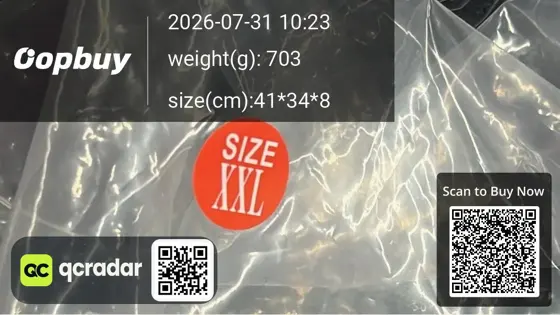 Oopbuy
2026-07-31 10:23
weight(g): 703
size(cm):41*34*8
SIZE
XXL
Scan to Buy Now
QC qcradar